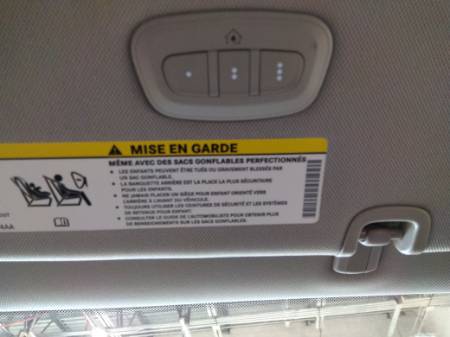 MISE EN GARDE
MÊME AVEC DES SACS GONFLABLES PERFECTIONNÉS
• LES ENFANTS PEUVENT ÊTRE TUÉS OU GRAVEMENT BLESSÉS PAR
UN SAC GONFLABLE.
• LA BANQUETTE ARRIÈRE EST LA PLACE LA PLUS SÉCURITAIRE
POUR LES ENFANTS.
• NE JAMAIS PLACER UN SIÈGE POUR ENFANT ORIENTÉ VERS
L'ARRIÈRE À L'AVANT DU VÉHICULE.
• TOUJOURS UTILISER LES CEINTURES DE SÉCURITÉ ET LES SYSTÈMES
DE RETENUE POUR ENFANT.
• CONSULTER LE GUIDE DE L'AUTOMOBILISTE POUR OBTENIR PLUS
DE RENSEIGNEMENTS SUR LES SACS GONFLABLES.